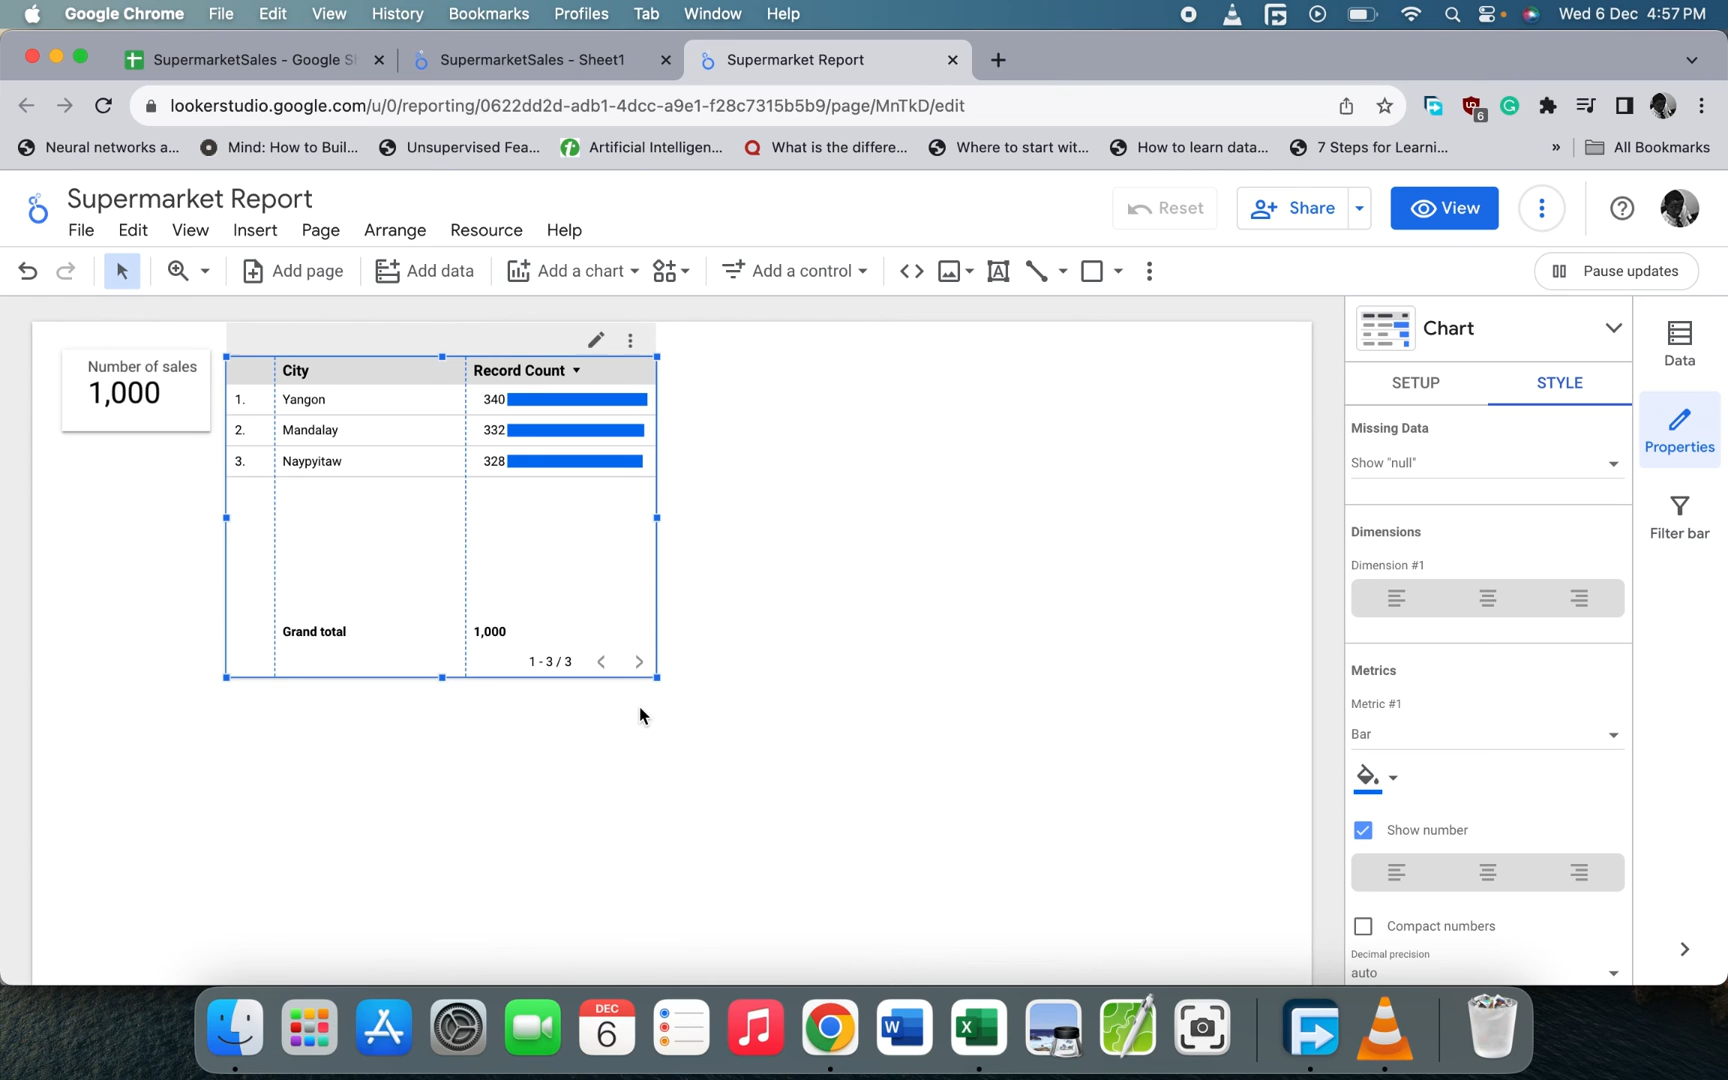 Google Chrome File Edit View History Bookmarks Profiles Tab Window Help Wed 6 Dec 4:57 PM
SupermarketSales - Google Sh SupermarketSales - Sheet1 Supermarket Report
lookerstudio.google.com/u/0/reporting/0622dd2d-adb1-4dcc-a9e1-f28c7315b5b9/page/MnTkD/edit 6
Neural networks a... Mind: How to Buil... Unsupervised Fea... Artificial Intelligen... What is the differe... Where to start wit... How to learn data... 7 Steps for Learni... » All Bookmarks
Supermarket Report
Reset Share View
File Edit View Insert Page Arrange Resource Help
Add page Add data Add a chart Add a control Pause updates
Number of sales
1,000
City Record Count
1. Yangon 340
2. Mandalay 332
3. Naypyitaw 328
Grand total 1,000
1 - 3 / 3
Chart
SETUP STYLE
Missing Data
Show "null"
Dimensions
Dimension #1
Metrics
Metric #1
Bar
Show number
Compact numbers
Decimal precision
auto
Data
Properties
Filter bar
DEC
6
W
X